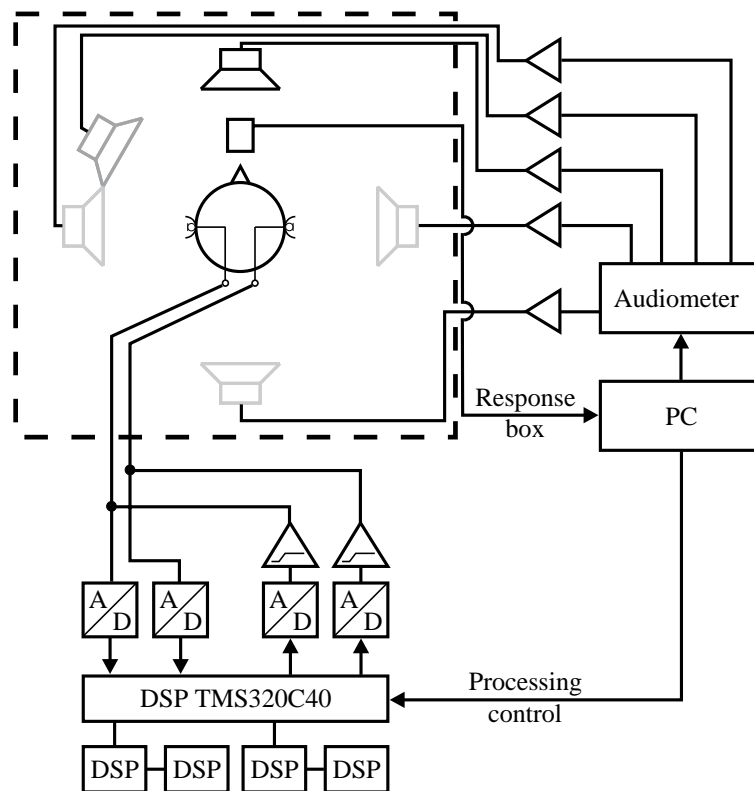 Audiometer
Response
box
PC
A
D
A
D
A
D
A
D
DSP TMS320C40
Processing
control
DSP
DSP
DSP
DSP